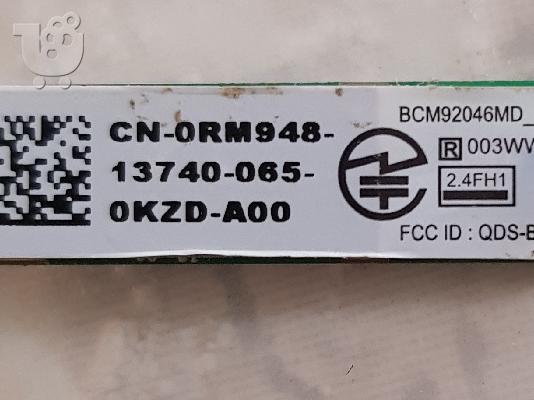 CN-0RM948-
13740-065-
0KZD-A00
BCM92046MD_
R 003WW
2.4FH1
FCC ID : QDS-B